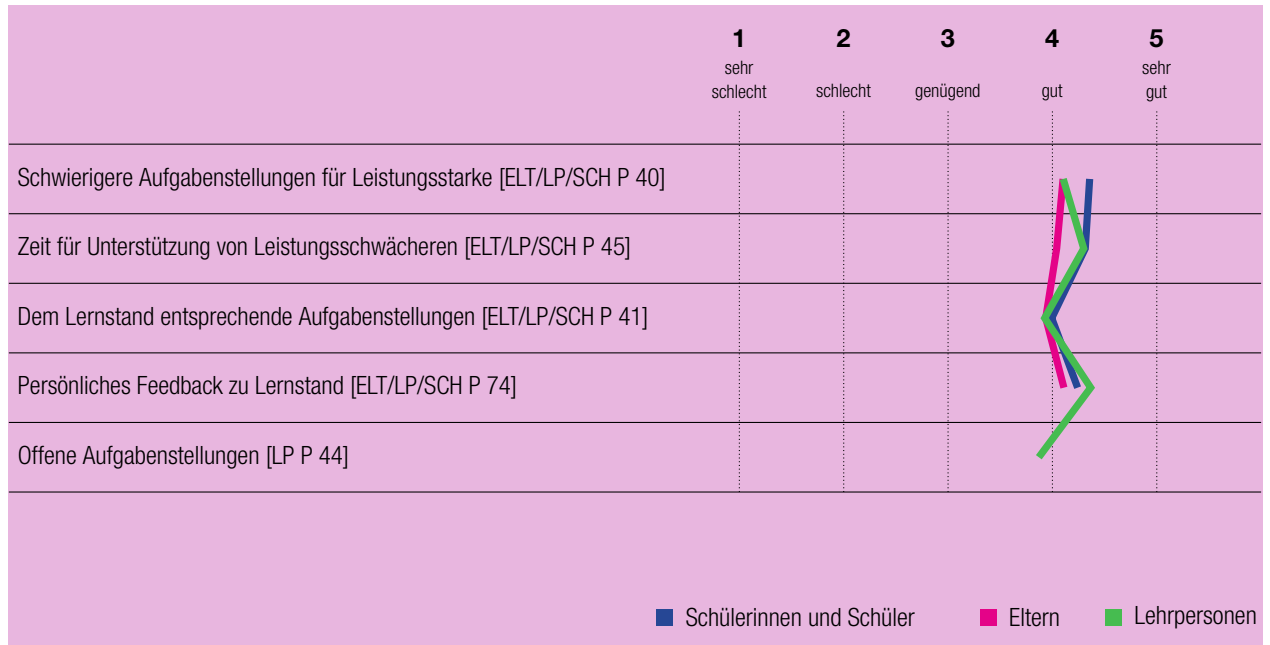 1 2 3 4 5
sehr sehr
schlecht schlecht genügend gut gut
Schwierigere Aufgabenstellungen für Leistungsstarke [ELT/LP/SCH P 40]
Zeit für Unterstützung von Leistungsschwächeren [ELT/LP/SCH P 45]
Dem Lernstand entsprechende Aufgabenstellungen [ELT/LP/SCH P 41]
Persönliches Feedback zu Lernstand [ELT/LP/SCH P 74]
Offene Aufgabenstellungen [LP P 44]
Schülerinnen und Schüler Eltern Lehrpersonen